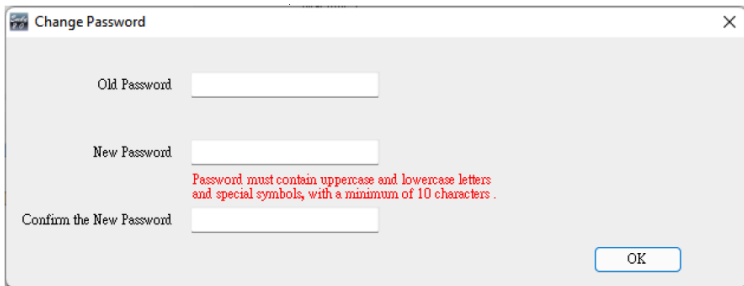 Change Password
Old Password
New Password
Password must contain uppercase and lowercase letters
and special symbols, with a minimum of 10 characters .
Confirm the New Password
OK